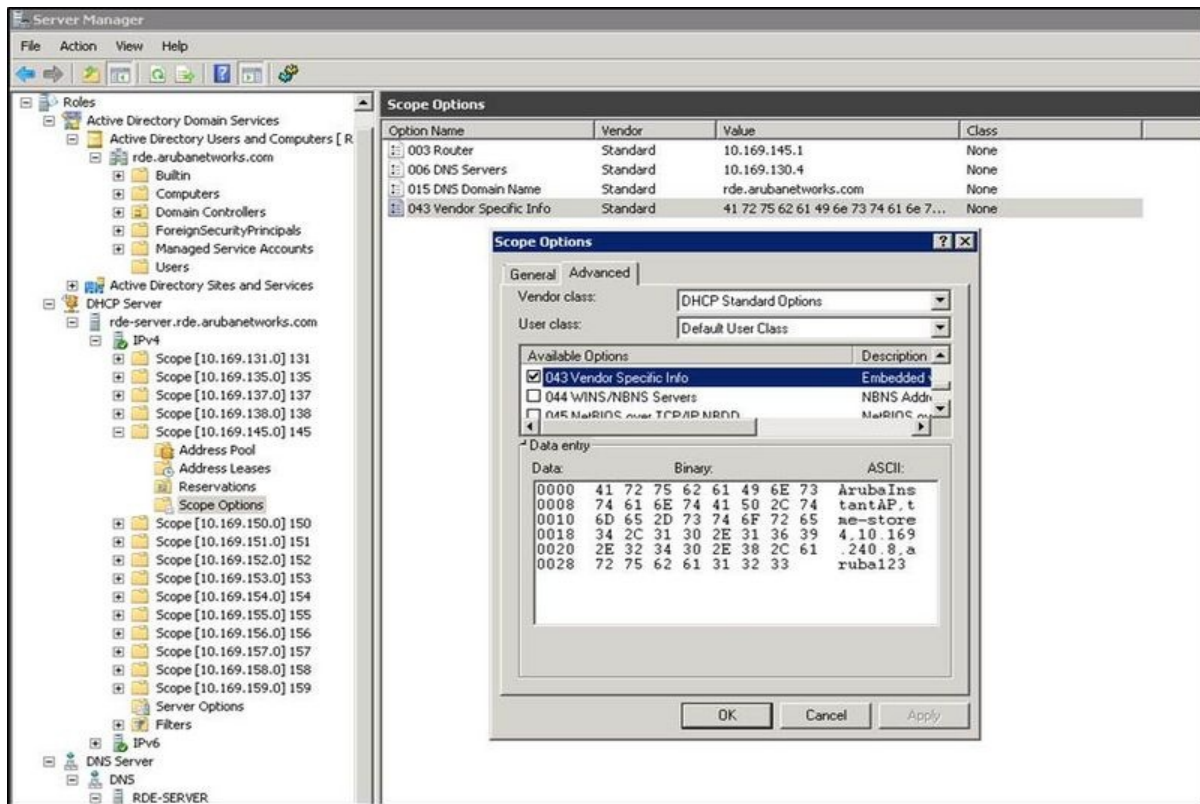 Server Manager
File Action View Help
Roles
Active Directory Domain Services
Active Directory Users and Computers [ R
rde.arubanetworks.com
Builtin
Computers
Domain Controllers
ForeignSecurityPrincipals
Managed Service Accounts
Users
Active Directory Sites and Services
DHCP Server
rde-server.rde.arubanetworks.com
IPv4
Scope [10.169.131.0] 131
Scope [10.169.135.0] 135
Scope [10.169.137.0] 137
Scope [10.169.138.0] 138
Scope [10.169.145.0] 145
Address Pool
Address Leases
Reservations
Scope Options
Scope [10.169.150.0] 150
Scope [10.169.151.0] 151
Scope [10.169.152.0] 152
Scope [10.169.153.0] 153
Scope [10.169.154.0] 154
Scope [10.169.155.0] 155
Scope [10.169.156.0] 156
Scope [10.169.157.0] 157
Scope [10.169.158.0] 158
Scope [10.169.159.0] 159
Server Options
Filters
IPv6
DNS Server
DNS
RDE-SERVER
Scope Options
Option Name Vendor Value Class
003 Router Standard 10.169.145.1 None
006 DNS Servers Standard 10.169.130.4 None
015 DNS Domain Name Standard rde.arubanetworks.com None
043 Vendor Specific Info Standard 41 72 75 62 61 49 6e 73 74 61 6e 7... None
Scope Options
General Advanced
Vendor class: DHCP Standard Options
User class: Default User Class
Available Options Description
043 Vendor Specific Info Embedded
044 WINS/NBNS Servers NBNS Addr
045 NetBIOS over TCP/IP NBDD NetBIOS ov
Data entry
Data: Binary: ASCII:
0000 41 72 75 62 61 49 6E 73 ArubaIns
0008 74 61 6E 74 41 50 2C 74 tantAP,t
0010 6D 65 2D 73 74 6F 72 65 me-store
0018 34 2C 31 30 2E 31 36 39 4,10.169
0020 2E 32 34 30 2E 38 2C 61 .240.8,a
0028 72 75 62 61 31 32 33 ruba123
OK Cancel Apply